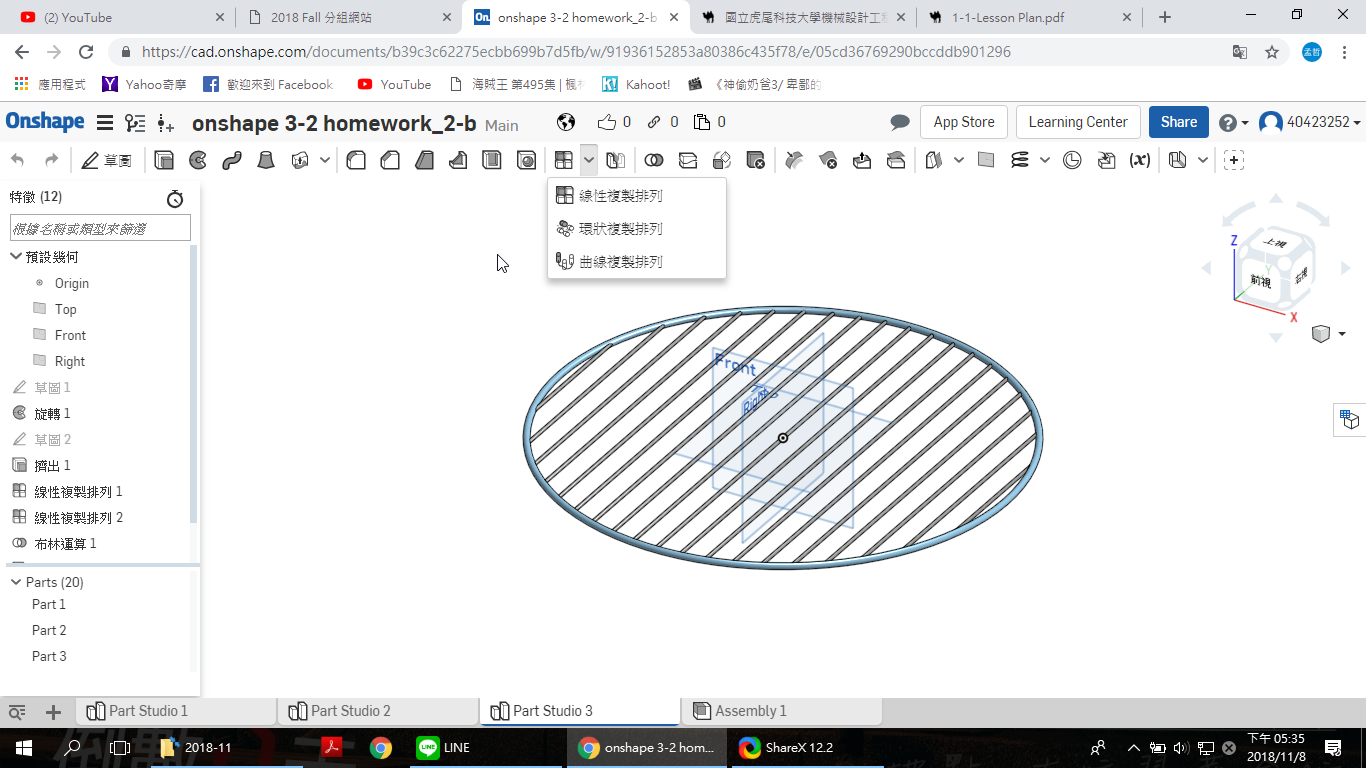 (2) YouTube
2018 Fall 分組網站
onshape 3-2 homework_2-b
國立虎尾科技大學機械設計工程
1-1-Lesson Plan.pdf
https://cad.onshape.com/documents/b39c3c62275ecbb699b7d5fb/w/91936152853a80386c435f78/e/05cd36769290bccddb901296
孟哲
應用程式
Yahoo奇摩
歡迎來到 Facebook
YouTube
海賊王 第495集 | 楓林
Kahoot!
《神偷奶爸3/ 卑鄙的
Onshape
onshape 3-2 homework_2-b Main
0
0
0
App Store
Learning Center
Share
40423252
草圖
(x)
特徵 (12)
根據名稱或類型來篩選
預設幾何
Origin
Top
Front
Right
草圖 1
旋轉 1
草圖 2
擠出 1
線性複製排列 1
線性複製排列 2
布林運算 1
Parts (20)
Part 1
Part 2
Part 3
線性複製排列
環狀複製排列
曲線複製排列
Front
Right
Z
Y
X
上視
前視
右視
Part Studio 1
Part Studio 2
Part Studio 3
Assembly 1
2018-11
LINE
LINE
onshape 3-2 hom...
ShareX 12.2
下午 05:35
2018/11/8